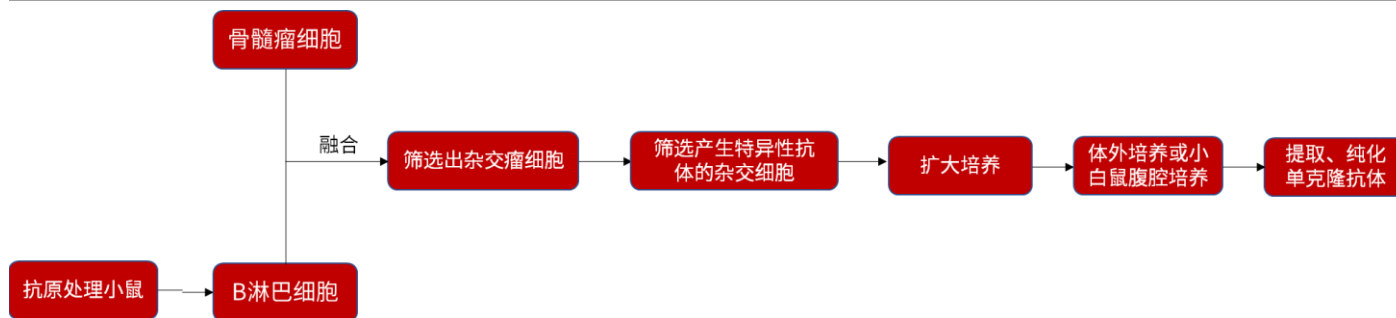 骨髓瘤细胞
融合
筛选出杂交瘤细胞
筛选产生特异性抗
体的杂交细胞
扩大培养
体外培养或小
白鼠腹腔培养
提取、纯化
单克隆抗体
抗原处理小鼠
B淋巴细胞